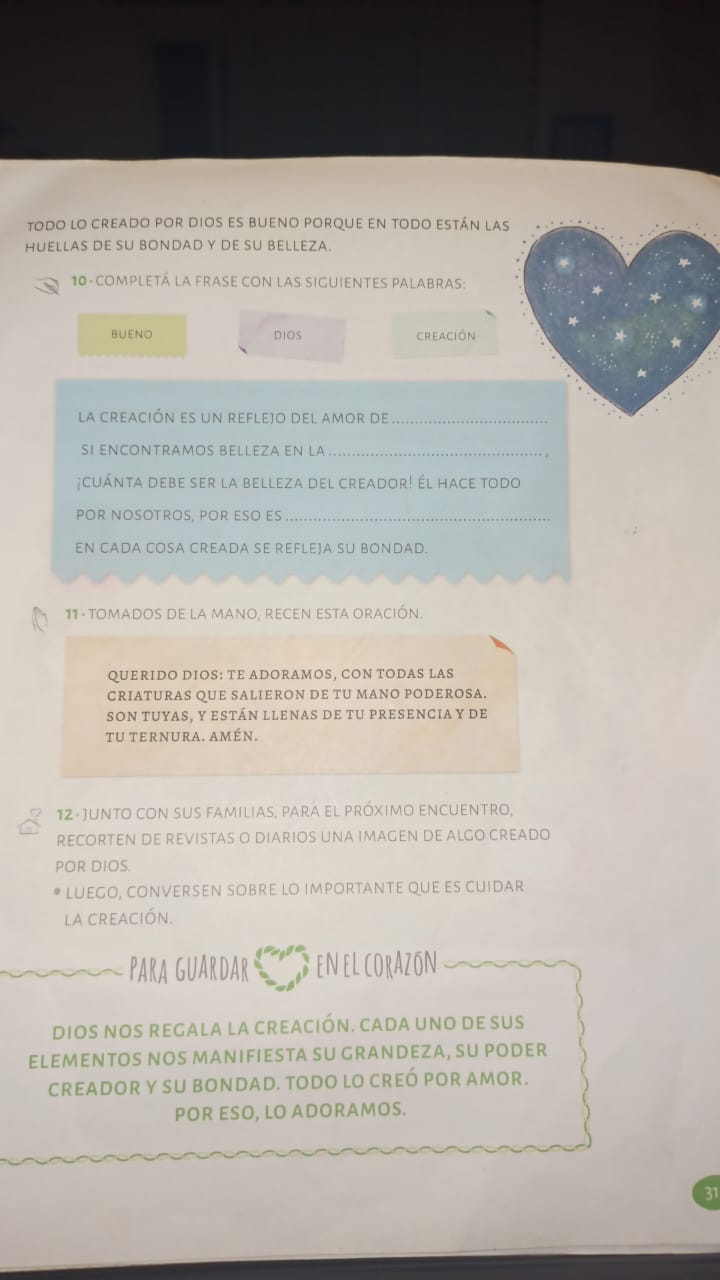 TODO LO CREADO POR DIOS ES BUENO PORQUE EN TODO ESTÁN LAS
HUELLAS DE SU BONDAD Y DE SU BELLEZA.
10 · COMPLETÁ LA FRASE CON LAS SIGUIENTES PALABRAS:
BUENO DIOS CREACIÓN
LA CREACIÓN ES UN REFLEJO DEL AMOR DE ......................................
SI ENCONTRAMOS BELLEZA EN LA ....................................................,
¡CUÁNTA DEBE SER LA BELLEZA DEL CREADOR! ÉL HACE TODO
POR NOSOTROS, POR ESO ES ................................................................
EN CADA COSA CREADA SE REFLEJA SU BONDAD.
11 · TOMADOS DE LA MANO, RECEN ESTA ORACIÓN.
QUERIDO DIOS: TE ADORAMOS, CON TODAS LAS
CRIATURAS QUE SALIERON DE TU MANO PODEROSA.
SON TUYAS, Y ESTÁN LLENAS DE TU PRESENCIA Y DE
TU TERNURA. AMÉN.
12 · JUNTO CON SUS FAMILIAS, PARA EL PRÓXIMO ENCUENTRO,
RECORTEN DE REVISTAS O DIARIOS UNA IMAGEN DE ALGO CREADO
POR DIOS.
• LUEGO, CONVERSEN SOBRE LO IMPORTANTE QUE ES CUIDAR
LA CREACIÓN.
PARA GUARDAR EN EL CORAZÓN
DIOS NOS REGALA LA CREACIÓN. CADA UNO DE SUS
ELEMENTOS NOS MANIFIESTA SU GRANDEZA, SU PODER
CREADOR Y SU BONDAD. TODO LO CREÓ POR AMOR.
POR ESO, LO ADORAMOS.
31